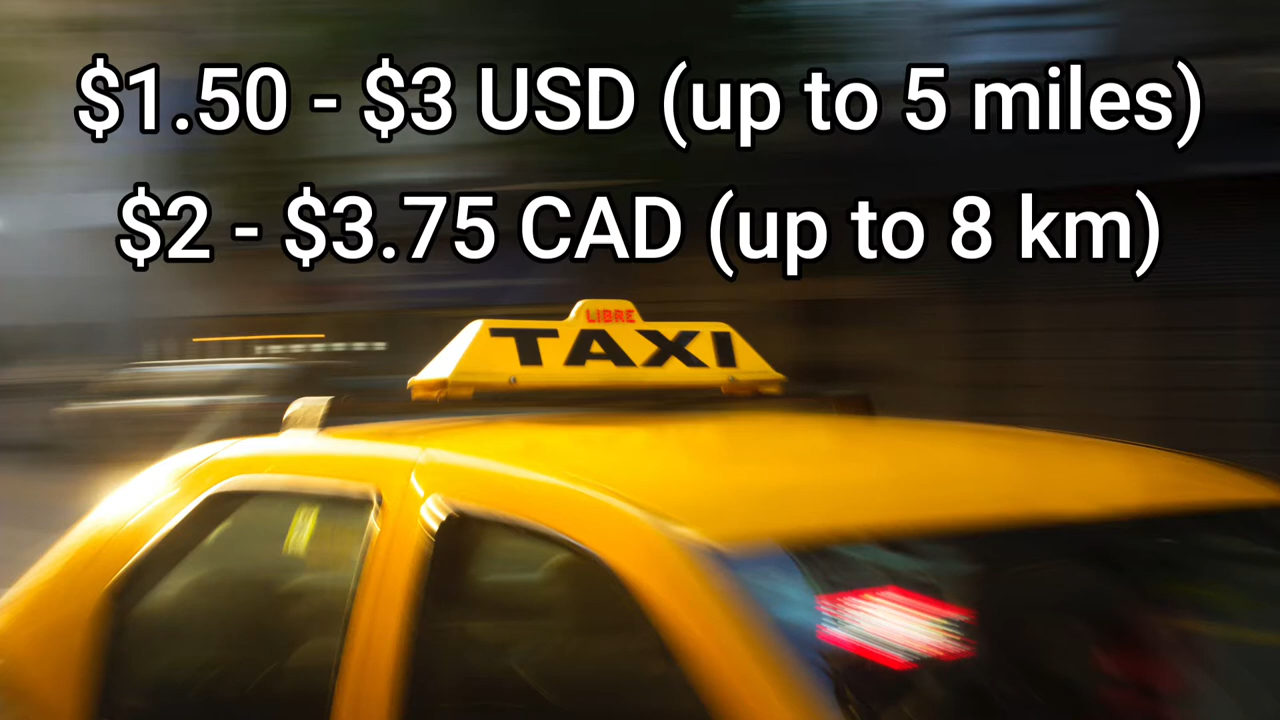 $1.50 - $3 USD (up to 5 miles)
$2 - $3.75 CAD (up to 8 km)
LIBRE
TAXI